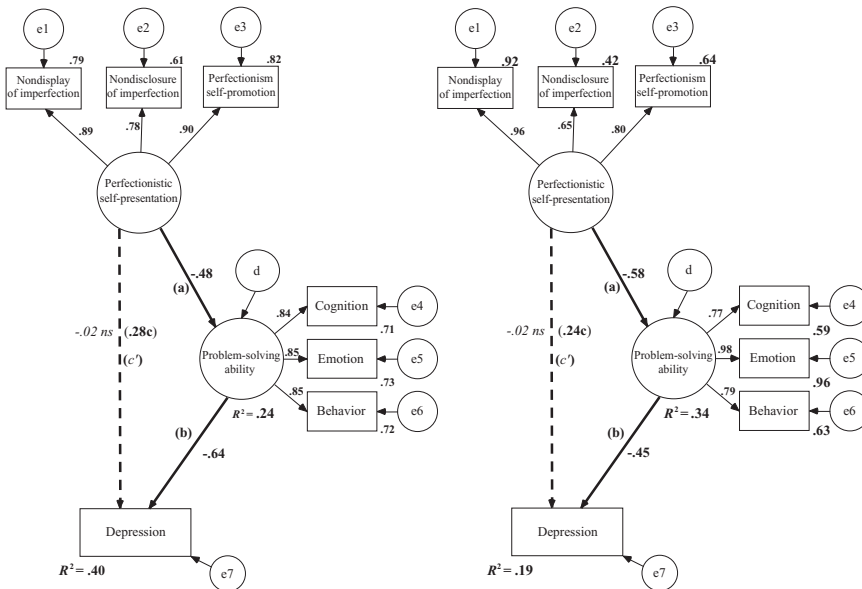 e1
e2
e3
.79
.61
.82
Nondisplay
of imperfection
Nondisclosure
of imperfection
Perfectionism
self-promotion
.89
.78
.90
Perfectionistic
self-presentation
-.48
(a)
d
-.02 ns (.28c)
(c')
Problem-solving
ability
R² = .24
.84
Cognition
e4
.71
.85
Emotion
e5
.73
.85
Behavior
e6
.72
(b)
-.64
Depression
R² = .40
e7
e1
e2
e3
.92
.42
.64
Nondisplay
of imperfection
Nondisclosure
of imperfection
Perfectionism
self-promotion
.96
.65
.80
Perfectionistic
self-presentation
-.58
(a)
d
-.02 ns (.24c)
(c')
Problem-solving
ability
R² = .34
.77
Cognition
e4
.59
.98
Emotion
e5
.96
.79
Behavior
e6
.63
(b)
-.45
Depression
R² = .19
e7